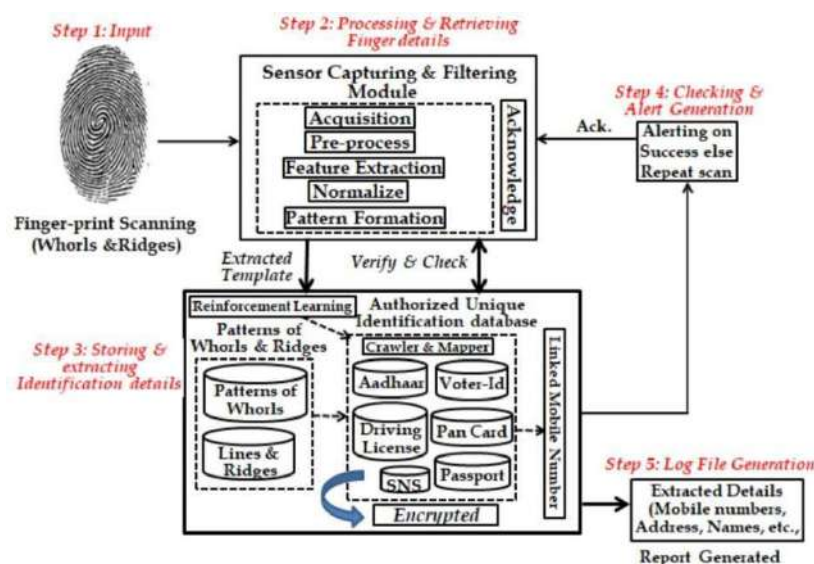 Step 1: Input
Step 2: Processing & Retrieving
Finger details
Sensor Capturing & Filtering
Module
Acquisition
Pre-process
Feature Extraction
Normalize
Pattern Formation
Acknowledge
Finger-print Scanning
(Whorls &Ridges)
Step 4: Checking &
Alert Generation
Ack.
Alerting on
Success else
Repeat scan
Extracted
Template
Verify & Check
Step 3: Storing &
extracting
Identification details
Reinforcement Learning
Authorized Unique
Identification database
Patterns of
Whorls & Ridges
Patterns of
Whorls
Lines &
Ridges
Crawler & Mapper
Aadhaar
Voter-Id
Driving
License
Pan Card
SNS
Passport
Encrypted
Linked Mobile Number
Step 5: Log File Generation
Extracted Details
(Mobile numbers,
Address, Names, etc.,
Report Generated